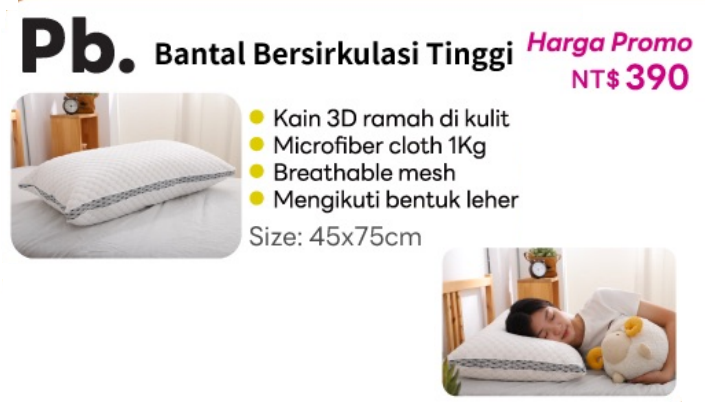 Pb. Bantal Bersirkulasi Tinggi
Harga Promo
NT$ 390
Kain 3D ramah di kulit
Microfiber cloth 1Kg
Breathable mesh
Mengikuti bentuk leher
Size: 45x75cm